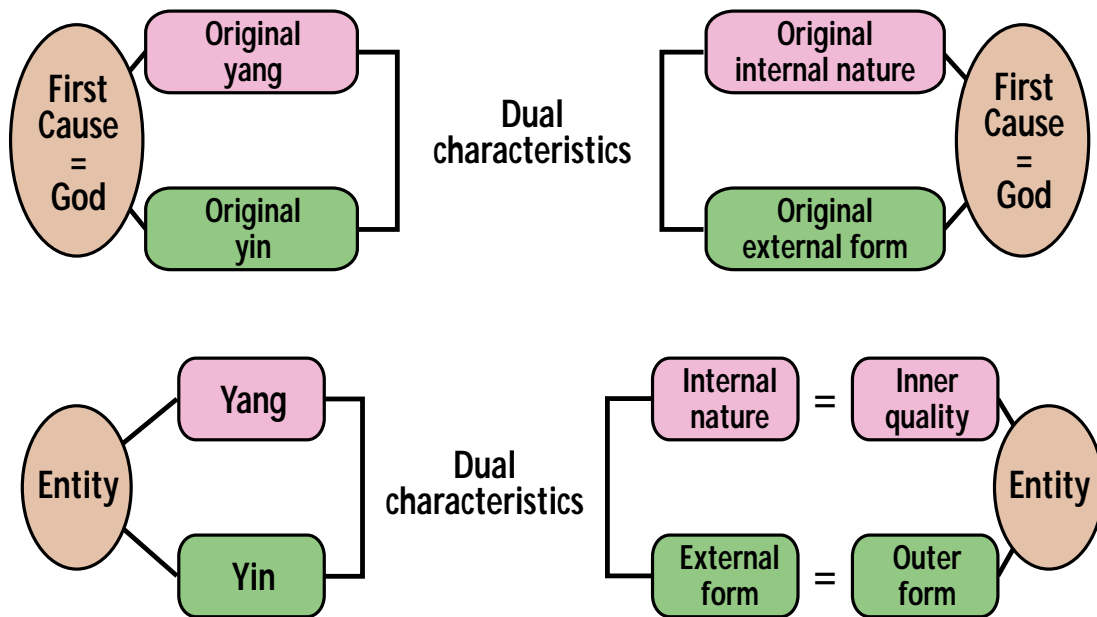 First
Cause
=
God
Original
yang
Original
yin
Dual
characteristics
Original
internal nature
Original
external form
First
Cause
=
God
Entity
Yang
Yin
Dual
characteristics
Internal
nature
=
Inner
quality
External
form
=
Outer
form
Entity